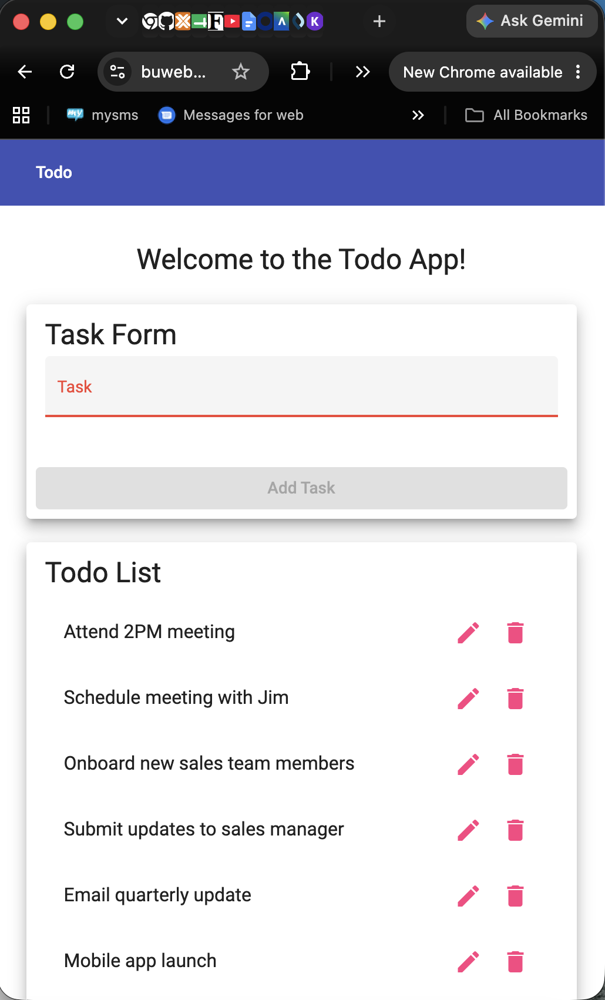 Ask Gemini
buweb...
New Chrome available
mysms
Messages for web
All Bookmarks
Todo
Welcome to the Todo App!
Task Form
Task
Add Task
Todo List
Attend 2PM meeting
Schedule meeting with Jim
Onboard new sales team members
Submit updates to sales manager
Email quarterly update
Mobile app launch